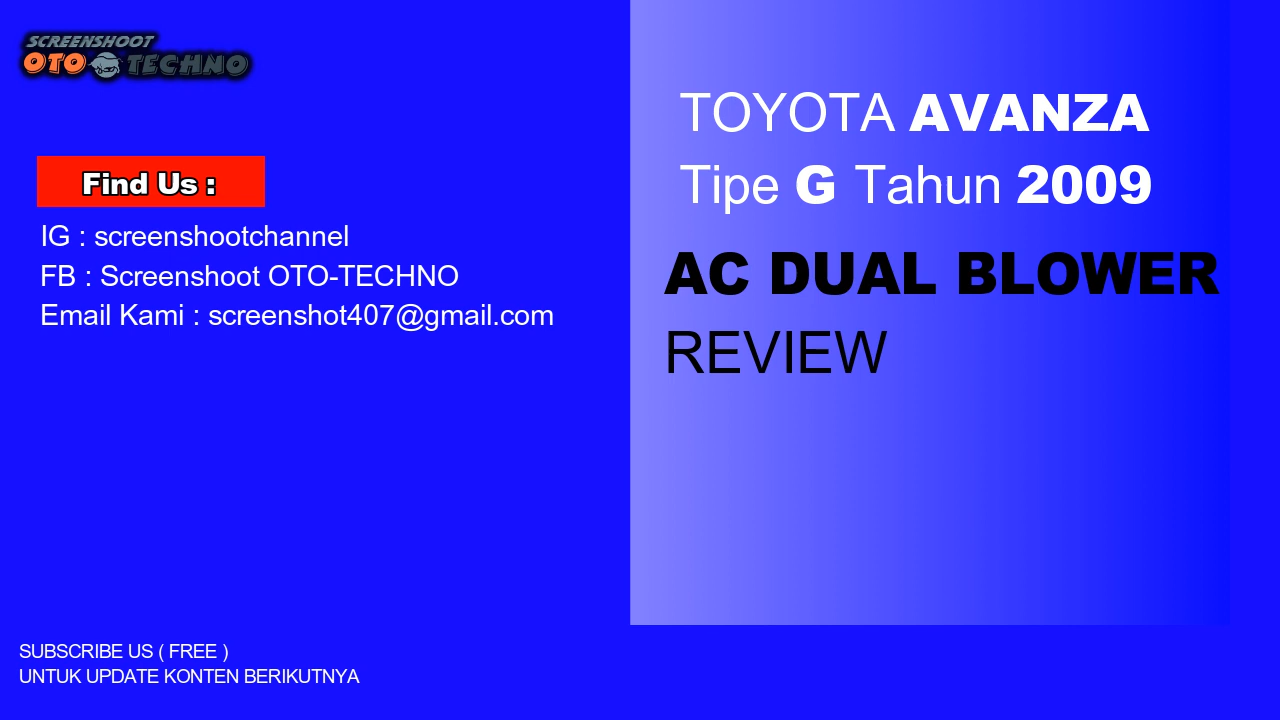 SCREENSHOOT
OTO TECHNO
Find Us :
IG : screenshootchannel
FB : Screenshoot OTO-TECHNO
Email Kami : screenshot407@gmail.com
TOYOTA AVANZA
Tipe G Tahun 2009
AC DUAL BLOWER
REVIEW
SUBSCRIBE US ( FREE )
UNTUK UPDATE KONTEN BERIKUTNYA